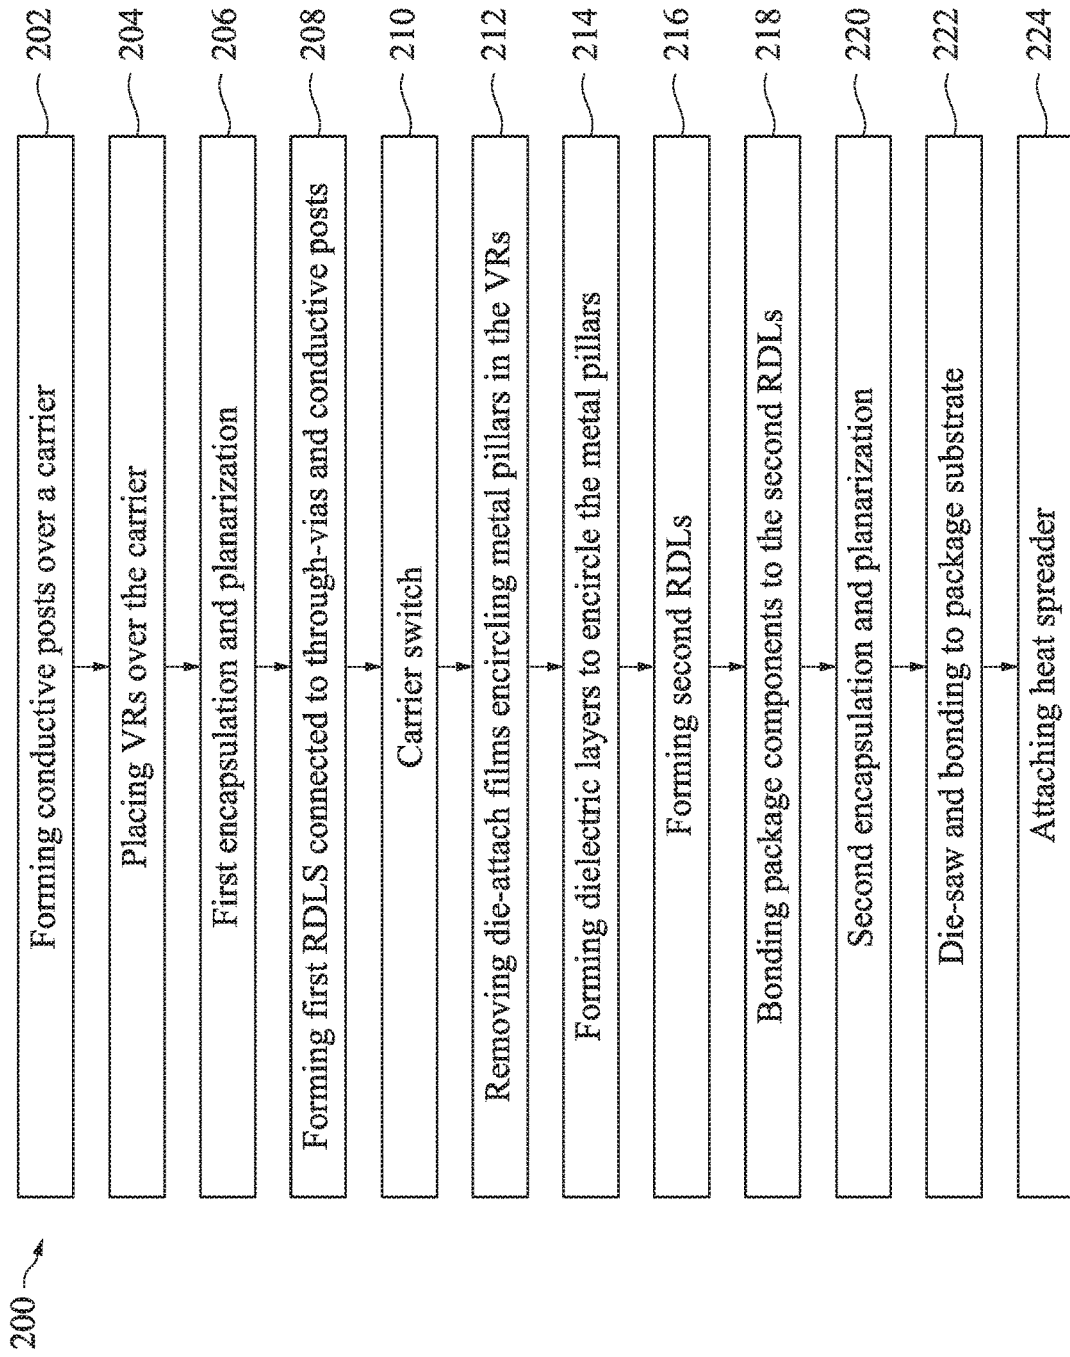 200
Forming conductive posts over a carrier 202
Placing VRs over the carrier 204
First encapsulation and planarization 206
Forming first RDLS connected to through-vias and conductive posts 208
Carrier switch 210
Removing die-attach films encircling metal pillars in the VRs 212
Forming dielectric layers to encircle the metal pillars 214
Forming second RDLs 216
Bonding package components to the second RDLs 218
Second encapsulation and planarization 220
Die-saw and bonding to package substrate 222
Attaching heat spreader 224